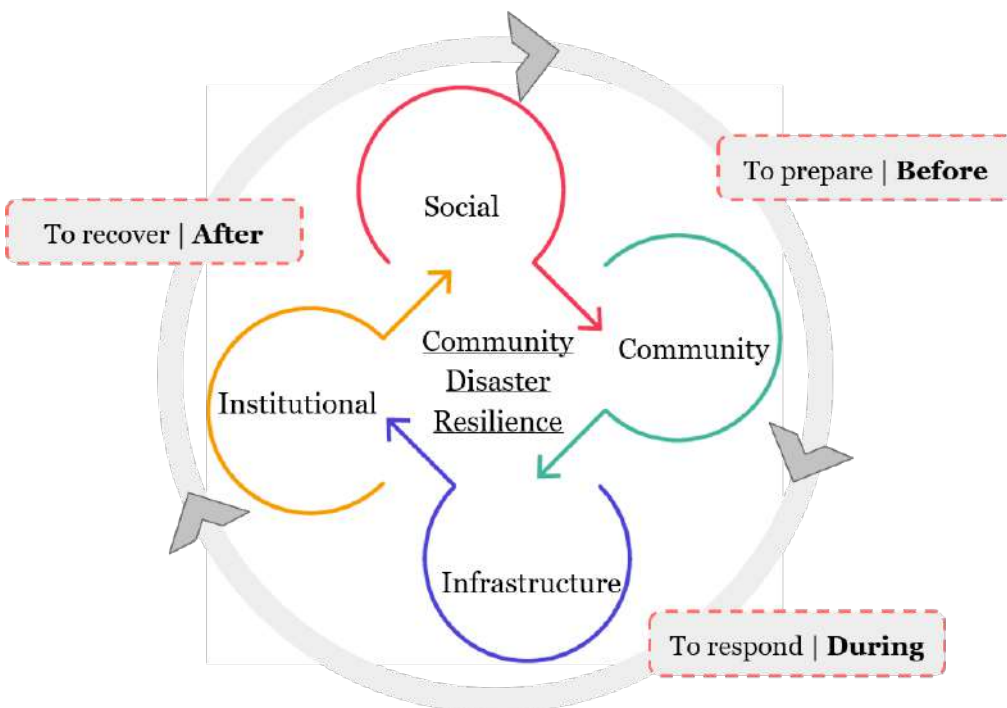 To prepare | Before
To recover | After
Social
Community
Community
Disaster
Resilience
Institutional
Infrastructure
To respond | During